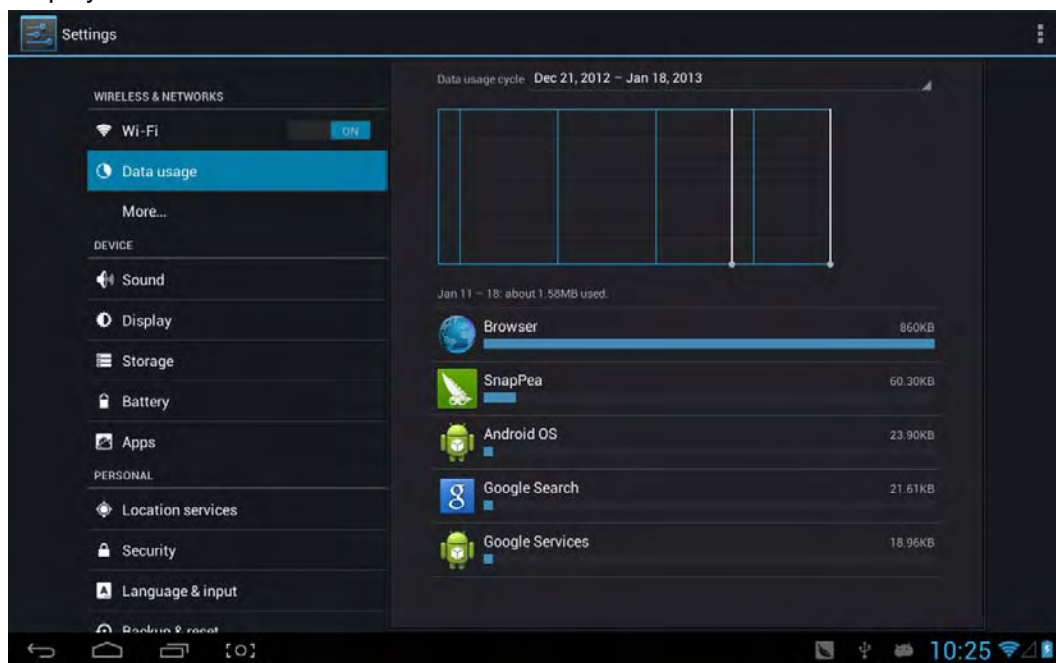 Settings
WIRELESS & NETWORKS
Wi-Fi ON
Data usage
More...
DEVICE
Sound
Display
Storage
Battery
Apps
PERSONAL
Location services
Security
Language & input
Backup & reset
Data usage cycle Dec 21, 2012 – Jan 18, 2013
Jan 11 – 18: about 1.58MB used.
Browser 860KB
SnapPea 60.30KB
Android OS 23.90KB
Google Search 21.61KB
Google Services 18.96KB
10:25